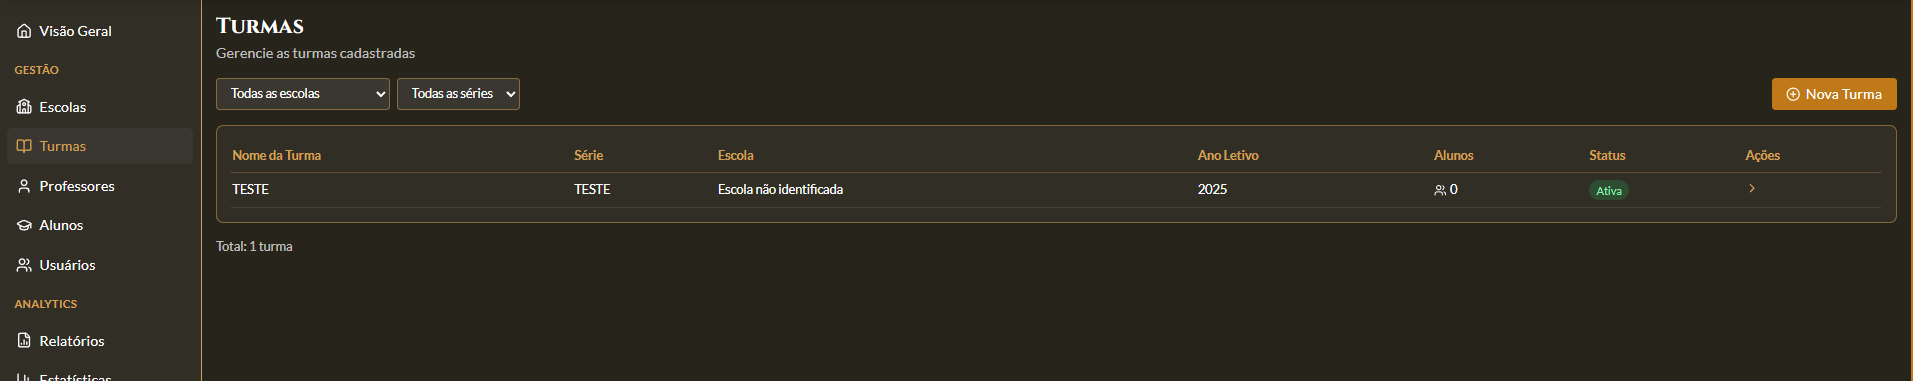 Visão Geral
GESTÃO
Escolas
Turmas
Professores
Alunos
Usuários
ANALYTICS
Relatórios
Estatísticas
Turmas
Gerencie as turmas cadastradas
Todas as escolas
Todas as séries
Nova Turma
Nome da Turma Série Escola Ano Letivo Alunos Status Ações
TESTE TESTE Escola não identificada 2025 0 Ativa
Total: 1 turma